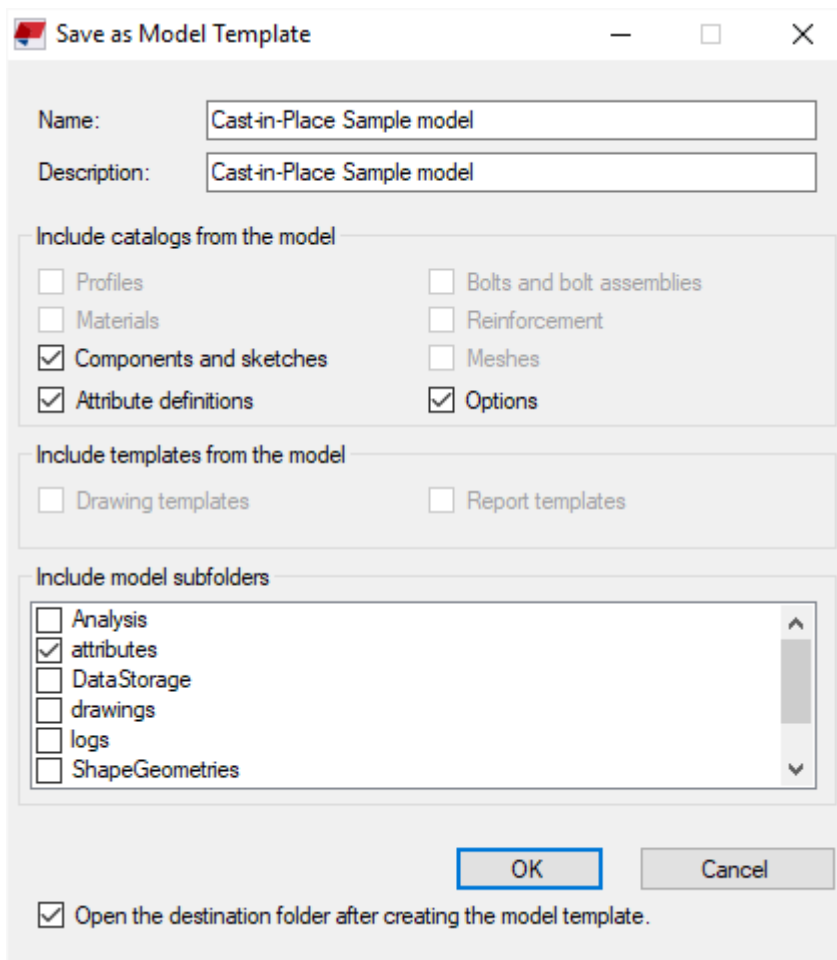 Save as Model Template
Name: Cast-in-Place Sample model
Description: Cast-in-Place Sample model
Include catalogs from the model
Profiles Bolts and bolt assemblies
Materials Reinforcement
Components and sketches Meshes
Attribute definitions Options
Include templates from the model
Drawing templates Report templates
Include model subfolders
Analysis
attributes
DataStorage
drawings
logs
ShapeGeometries
OK Cancel
Open the destination folder after creating the model template.